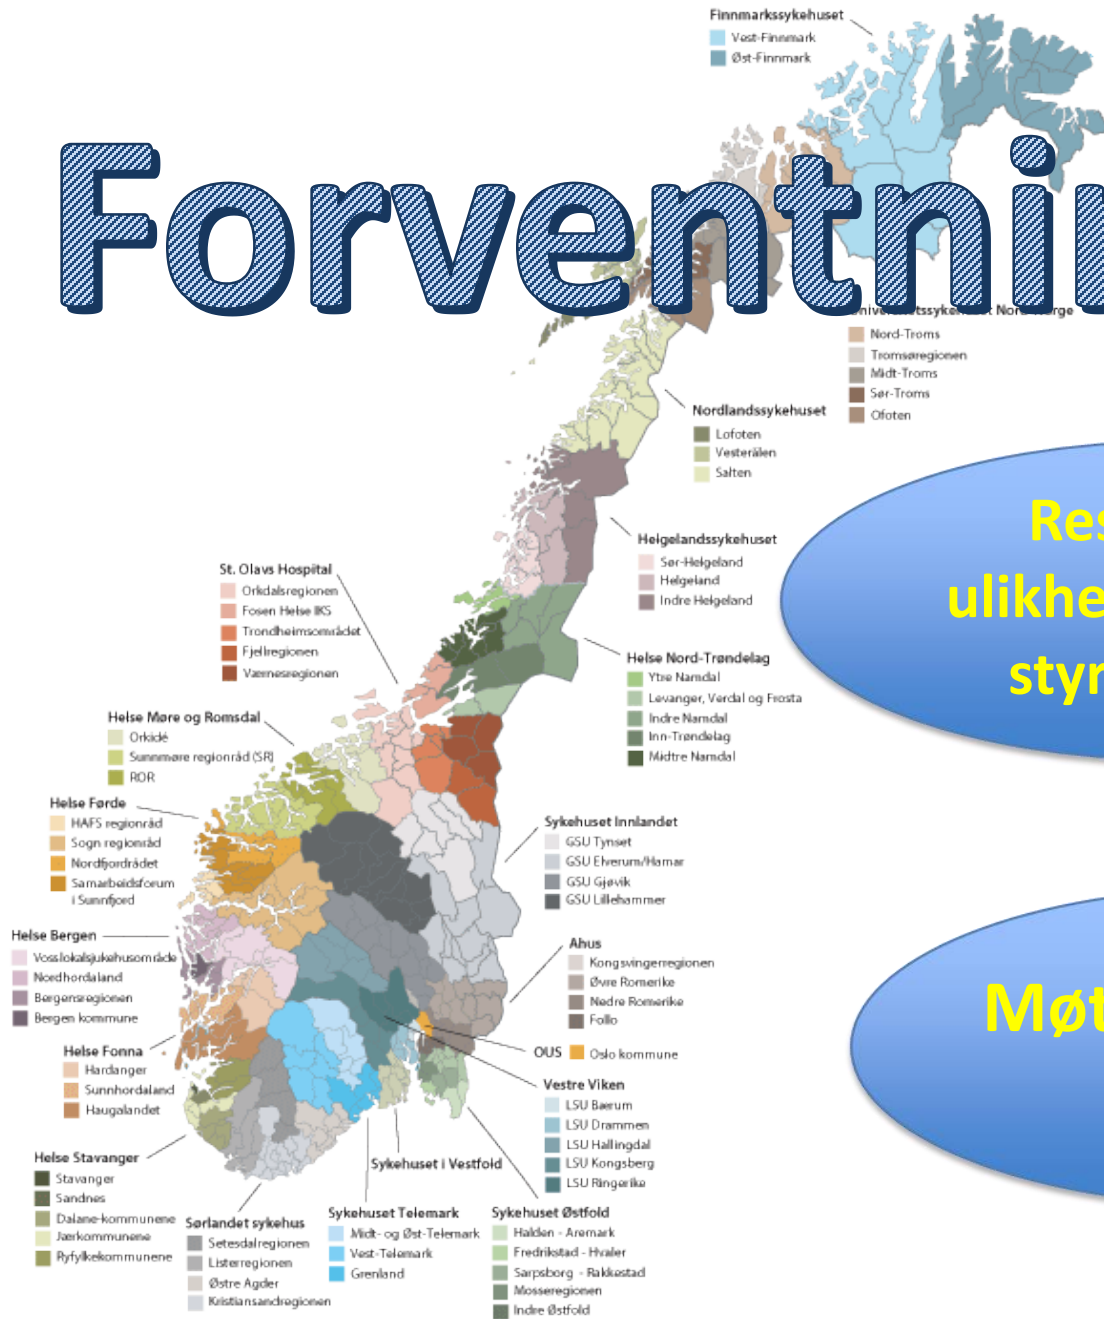 Finnmarkssykehuset
Vest-Finnmark
Øst-Finnmark
Universitetssykehuset Nord-Norge
Nord-Troms
Tromsøregionen
Midt-Troms
Sør-Troms
Ofoten
Nordlandssykehuset
Lofoten
Vesterålen
Salten
Helgelandssykehuset
Sør-Helgeland
Helgeland
Indre Helgeland
St. Olavs Hospital
Orkdalsregionen
Fosen Helse IKS
Trondheimsområdet
Fjellregionen
Værnesregionen
Helse Nord-Trøndelag
Ytre Namdal
Levanger, Verdal og Frosta
Indre Namdal
Inn-Trøndelag
Midtre Namdal
Helse Møre og Romsdal
Orkidé
Sunnmøre regionråd (SR)
ROR
Helse Førde
HAFS regionråd
Sogn regionråd
Nordfjordrådet
Samarbeidsforum
i Sunnfjord
Sykehuset Innlandet
GSU Tynset
GSU Elverum/Hamar
GSU Gjøvik
GSU Lillehammer
Helse Bergen
Voss lokalsjukehusområde
Nordhordaland
Bergensregionen
Bergen kommune
Ahus
Kongsvingerregionen
Øvre Romerike
Nedre Romerike
Follo
OUS
Oslo kommune
Helse Fonna
Hardanger
Sunnhordaland
Haugalandet
Vestre Viken
LSU Bærum
LSU Drammen
LSU Hallingdal
LSU Kongsberg
LSU Ringerike
Helse Stavanger
Stavanger
Sandnes
Dalane-kommunene
Jærkommunene
Ryfylkekommunene
Sykehuset i Vestfold
Sørlandet sykehus
Setesdalregionen
Listerregionen
Østre Agder
Kristiansandregionen
Sykehuset Telemark
Midt- og Øst-Telemark
Vest-Telemark
Grenland
Sykehuset Østfold
Halden - Aremark
Fredrikstad - Hvaler
Sarpsborg - Rakkestad
Mosseregionen
Indre Østfold
Forventni
Res
ulikhe
styr
Møt